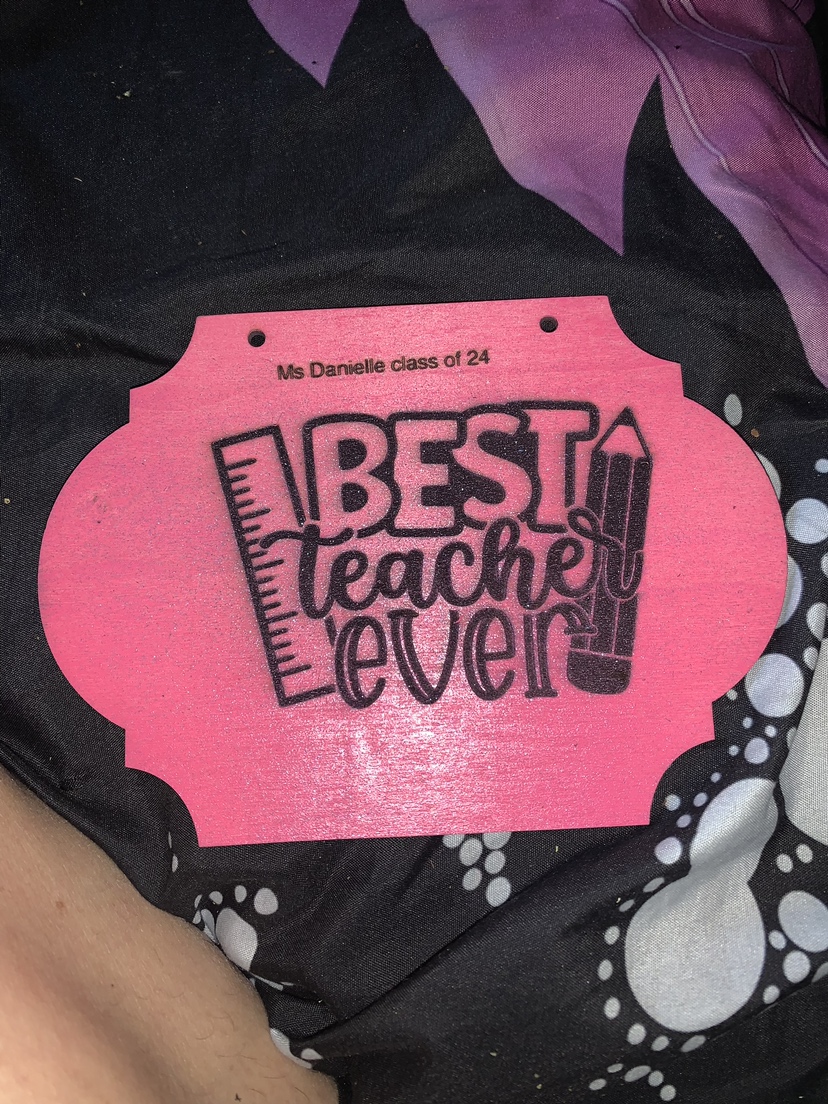 Ms Danielle class of 24
BEST
teacher
ever